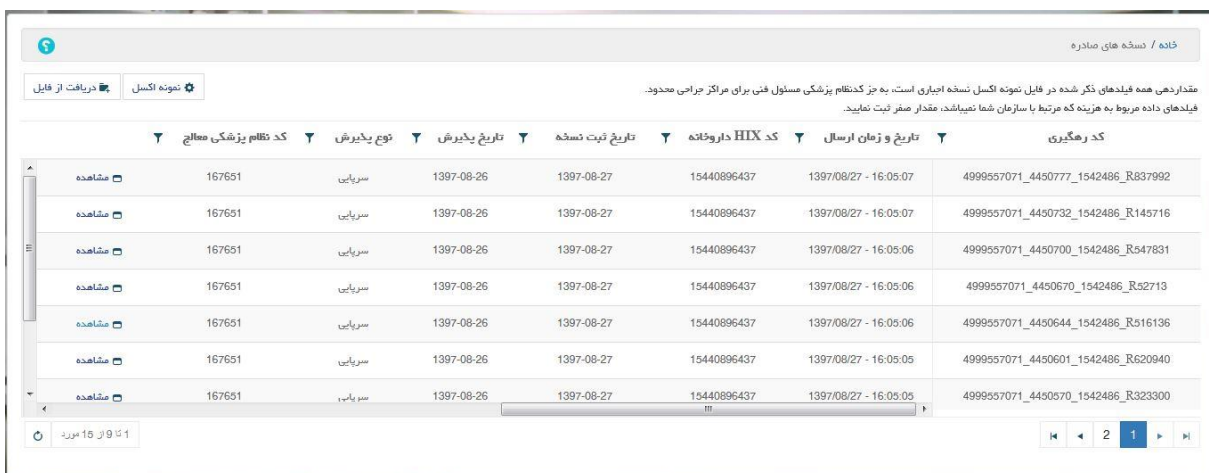 خانه / نسخه های صادره
نمونه اکسل
دریافت از فایل
مقداردهی همه فیلدهای ذکر شده در فایل نمونه اکسل نسخه اجباری است، به جز کدنظام پزشکی مسئول فنی برای مراکز جراحی محدود.
فیلدهای داده مربوط به هزینه که مرتبط با سازمان شما نمیباشد، مقدار صفر ثبت نمایید.
کد رهگیری تاریخ و زمان ارسال کد HIX داروخانه تاریخ ثبت نسخه تاریخ پذیرش نوع پذیرش کد نظام پزشکی معالج
4999557071_4450777_1542486_R837992 1397/08/27 - 16:05:07 15440896437 1397-08-27 1397-08-26 سرپایی 167651 مشاهده
4999557071_4450732_1542486_R145716 1397/08/27 - 16:05:07 15440896437 1397-08-27 1397-08-26 سرپایی 167651 مشاهده
4999557071_4450700_1542486_R547831 1397/08/27 - 16:05:06 15440896437 1397-08-27 1397-08-26 سرپایی 167651 مشاهده
4999557071_4450670_1542486_R52713 1397/08/27 - 16:05:06 15440896437 1397-08-27 1397-08-26 سرپایی 167651 مشاهده
4999557071_4450644_1542486_R516136 1397/08/27 - 16:05:06 15440896437 1397-08-27 1397-08-26 سرپایی 167651 مشاهده
4999557071_4450601_1542486_R620940 1397/08/27 - 16:05:05 15440896437 1397-08-27 1397-08-26 سرپایی 167651 مشاهده
4999557071_4450570_1542486_R323300 1397/08/27 - 16:05:05 15440896437 1397-08-27 1397-08-26 سرپایی 167651 مشاهده
1 2
1 تا 9 از 15 مورد